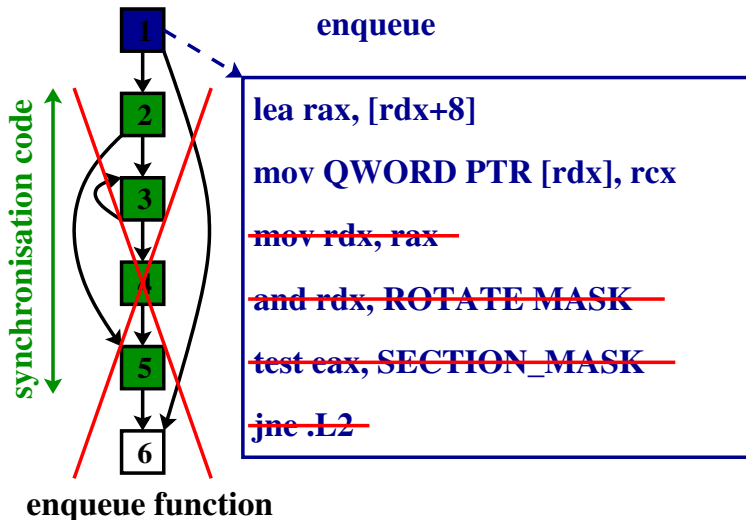 enqueue
1
2
3
4
5
6
synchronisation code
lea rax, [rdx+8]
mov QWORD PTR [rdx], rcx
mov rdx, rax
and rdx, ROTATE MASK
test eax, SECTION_MASK
jne .L2
enqueue function